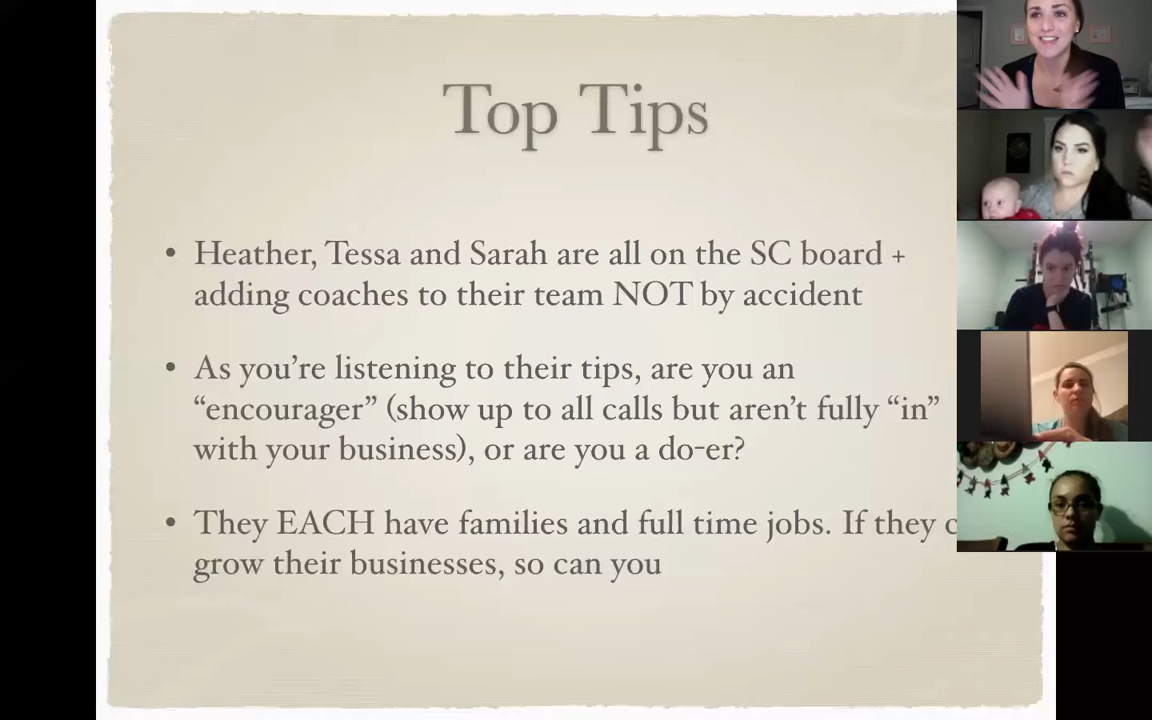 Top Tips
• Heather, Tessa and Sarah are all on the SC board +
adding coaches to their team NOT by accident
• As you’re listening to their tips, are you an
“encourager” (show up to all calls but aren’t fully “in”
with your business), or are you a do-er?
• They EACH have families and full time jobs. If they
grow their businesses, so can you